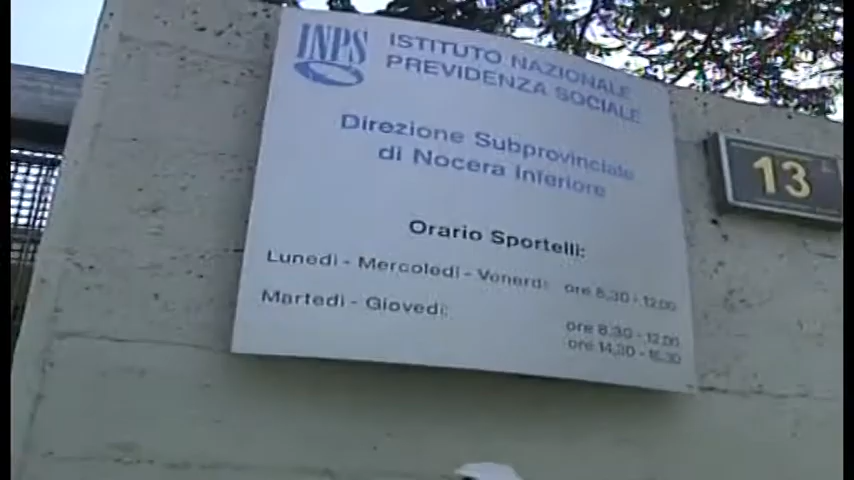 INPS
ISTITUTO NAZIONALE
PREVIDENZA SOCIALE
Direzione Subprovinciale
di Nocera Inferiore
Orario Sportelli:
Lunedì - Mercoledì - Venerdì: ore 8,30 - 12,00
Martedì - Giovedì: ore 8,30 - 12,00
ore 14,30 - 15,30
13